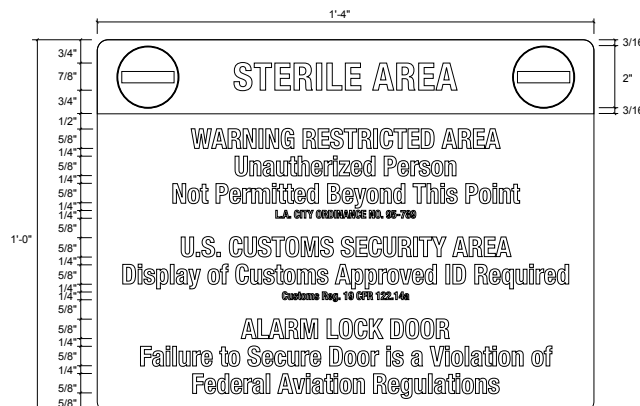 1'-4"
1'-0"
3/4"
7/8"
3/4"
1/2"
5/8"
1/4"
5/8"
1/4"
5/8"
1/4"
1/4"
5/8"
5/8"
1/4"
5/8"
1/4"
1/4"
5/8"
5/8"
1/4"
5/8"
1/4"
5/8"
5/8"
STERILE AREA
WARNING RESTRICTED AREA
Unautherized Person
Not Permitted Beyond This Point
L.A. CITY ORDINANCE NO. 95-789
U.S. CUSTOMS SECURITY AREA
Display of Customs Approved ID Required
Customs Reg. 19 CFR 122.14a
ALARM LOCK DOOR
Failure to Secure Door is a Violation of
Federal Aviation Regulations
3/16
2"
3/16